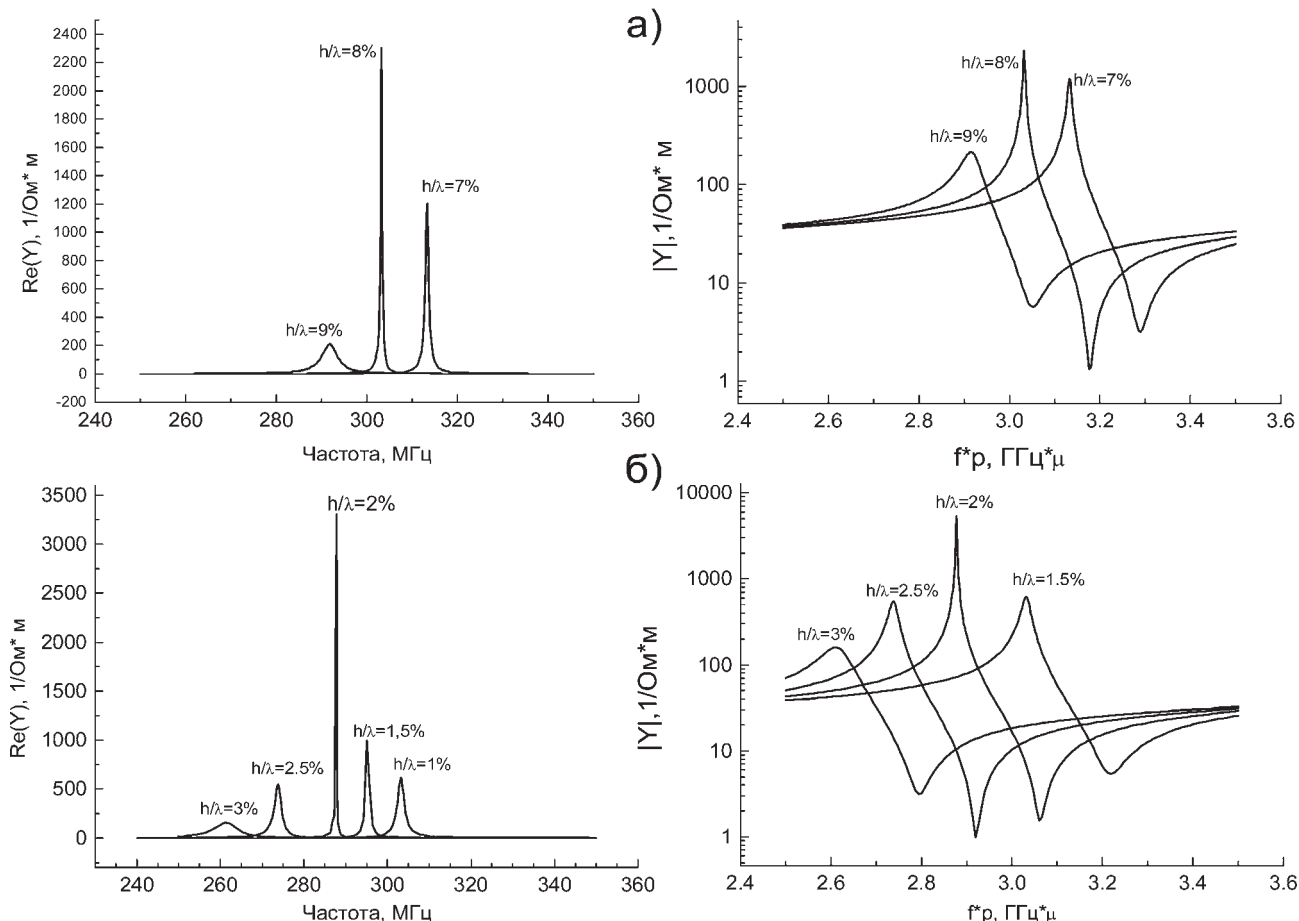 а)
2400
2200
2000
1800
1600
1400
1200
1000
800
600
400
200
0
-200
Re(Y), 1/Ом* м
h/λ=8%
h/λ=7%
h/λ=9%
240
260
280
300
320
340
360
Частота, МГц
1000
100
10
1
|Y|,1/Ом* м
h/λ=8%
h/λ=7%
h/λ=9%
2.4
2.6
2.8
3.0
3.2
3.4
3.6
f*p, ГГц*μ
б)
3500
3000
2500
2000
1500
1000
500
0
Re(Y), 1/Ом* м
h/λ=2%
h/λ=1,5%
h/λ=2.5%
h/λ=1%
h/λ=3%
240
260
280
300
320
340
360
Частота, МГц
10000
1000
100
10
1
|Y|,1/Ом*м
h/λ=2%
h/λ=2.5%
h/λ=1.5%
h/λ=3%
2.4
2.6
2.8
3.0
3.2
3.4
3.6
f*p, ГГц*μ